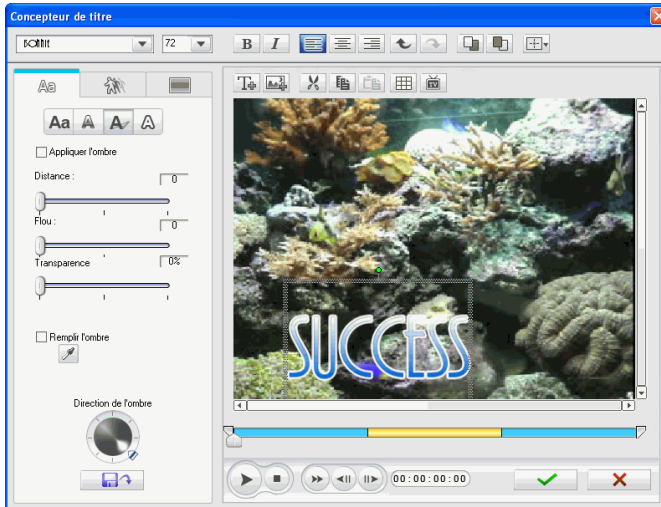 Concepteur de titre
72
B I
Aa
Aa A A A
Appliquer l'ombre
Distance :
0
Flou :
0
Transparence
0%
Remplir l'ombre
Direction de l'ombre
T
SUCCESS
00:00:00:00